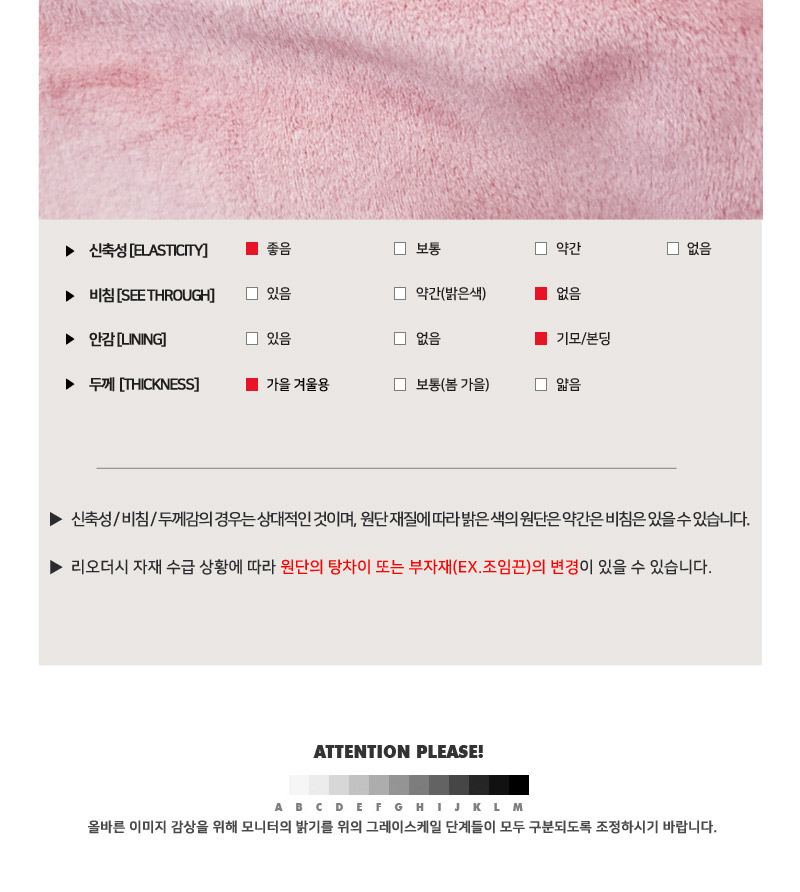 ▶ 신축성 [ELASTICITY] 좋음 보통 약간 없음
▶ 비침 [SEE THROUGH] 있음 약간(밝은색) 없음
▶ 안감 [LINING] 있음 없음 기모/본딩
▶ 두께 [THICKNESS] 가을 겨울용 보통(봄 가을) 얇음
▶ 신축성 / 비침 / 두께감의 경우는 상대적인 것이며, 원단 재질에 따라 밝은 색의 원단은 약간은 비침은 있을 수 있습니다.
▶ 리오더시 자재 수급 상황에 따라 원단의 탕차이 또는 부자재(EX.조임끈)의 변경이 있을 수 있습니다.
ATTENTION PLEASE!
A B C D E F G H I J K L M
올바른 이미지 감상을 위해 모니터의 밝기를 위의 그레이스케일 단계들이 모두 구분되도록 조정하시기 바랍니다.